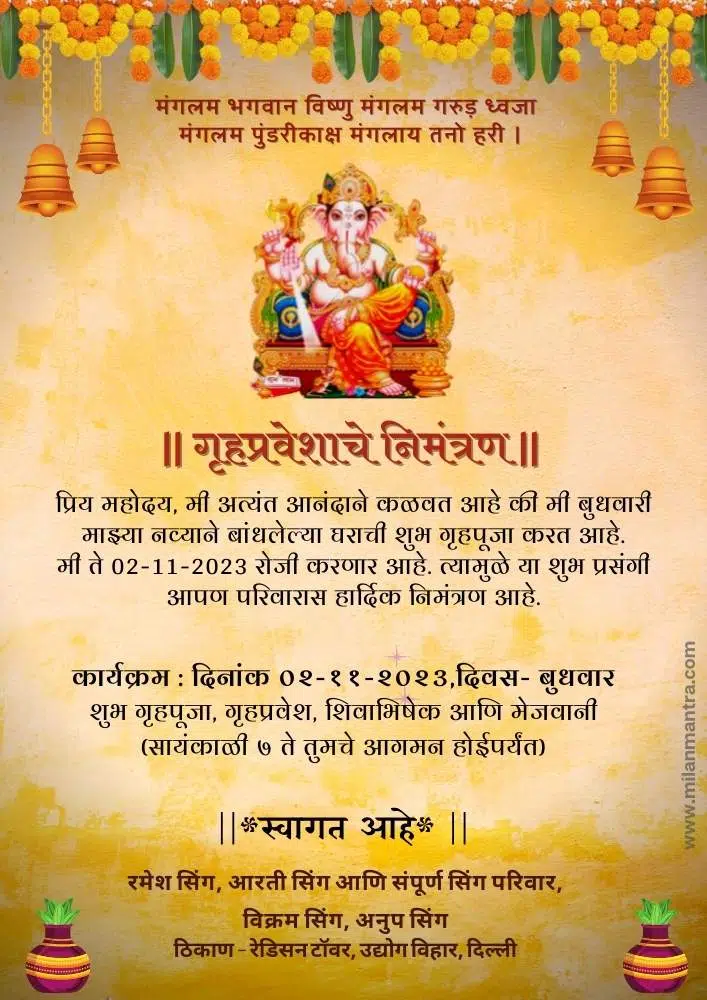 मंगलम भगवान विष्णु मंगलम गरुड़ ध्वजा
मंगलम पुंडरीकाक्ष मंगलाय तनो हरी |
|| गृहप्रवेशाचे निमंत्रण ||
प्रिय महोदय, मी अत्यंत आनंदाने कळवत आहे की मी बुधवारी
माझ्या नव्याने बांधलेल्या घराची शुभ गृहपूजा करत आहे.
मी ते 02-11-2023 रोजी करणार आहे. त्यामुळे या शुभ प्रसंगी
आपण परिवारास हार्दिक निमंत्रण आहे.
कार्यक्रम : दिनांक ०२-११-२०२३,दिवस- बुधवार
शुभ गृहपूजा, गृहप्रवेश, शिवाभिषेक आणि मेजवानी
(सायंकाळी ७ ते तुमचे आगमन होईपर्यंत)
||*स्वागत आहे* ||
रमेश सिंग, आरती सिंग आणि संपूर्ण सिंग परिवार,
विक्रम सिंग, अनुप सिंग
ठिकाण - रेडिसन टॉवर, उद्योग विहार, दिल्ली
www.milanmantra.com